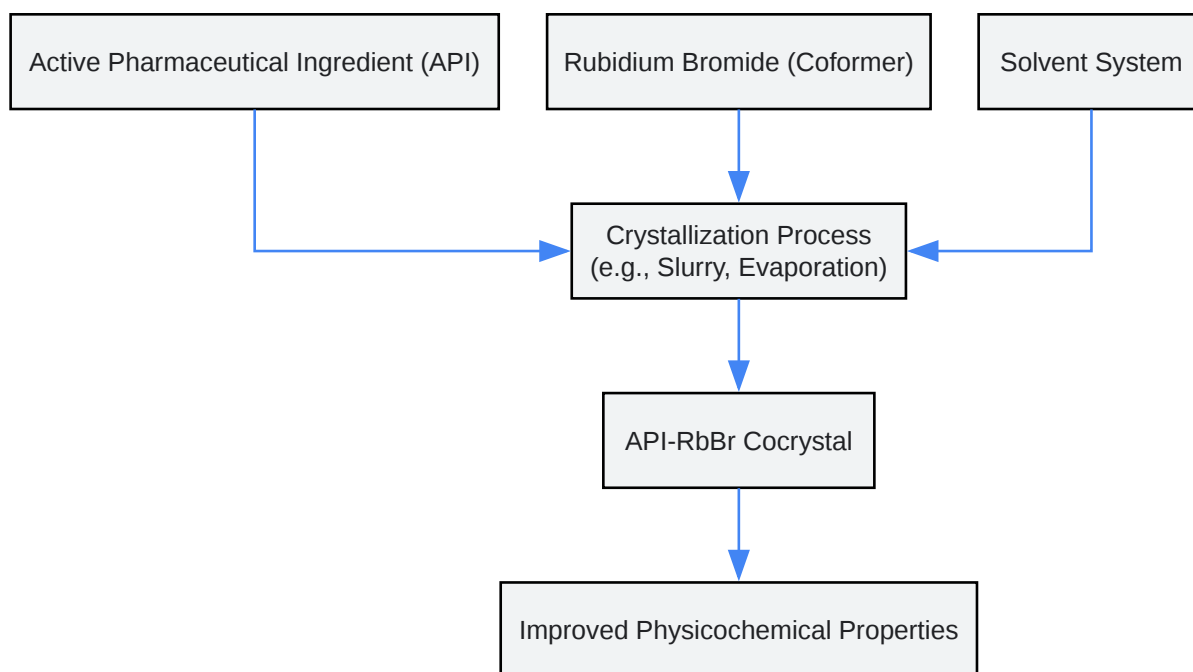 Active Pharmaceutical Ingredient (API)
Rubidium Bromide (Coformer)
Solvent System
Crystallization Process
(e.g., Slurry, Evaporation)
API-RbBr Cocrystal
Improved Physicochemical Properties